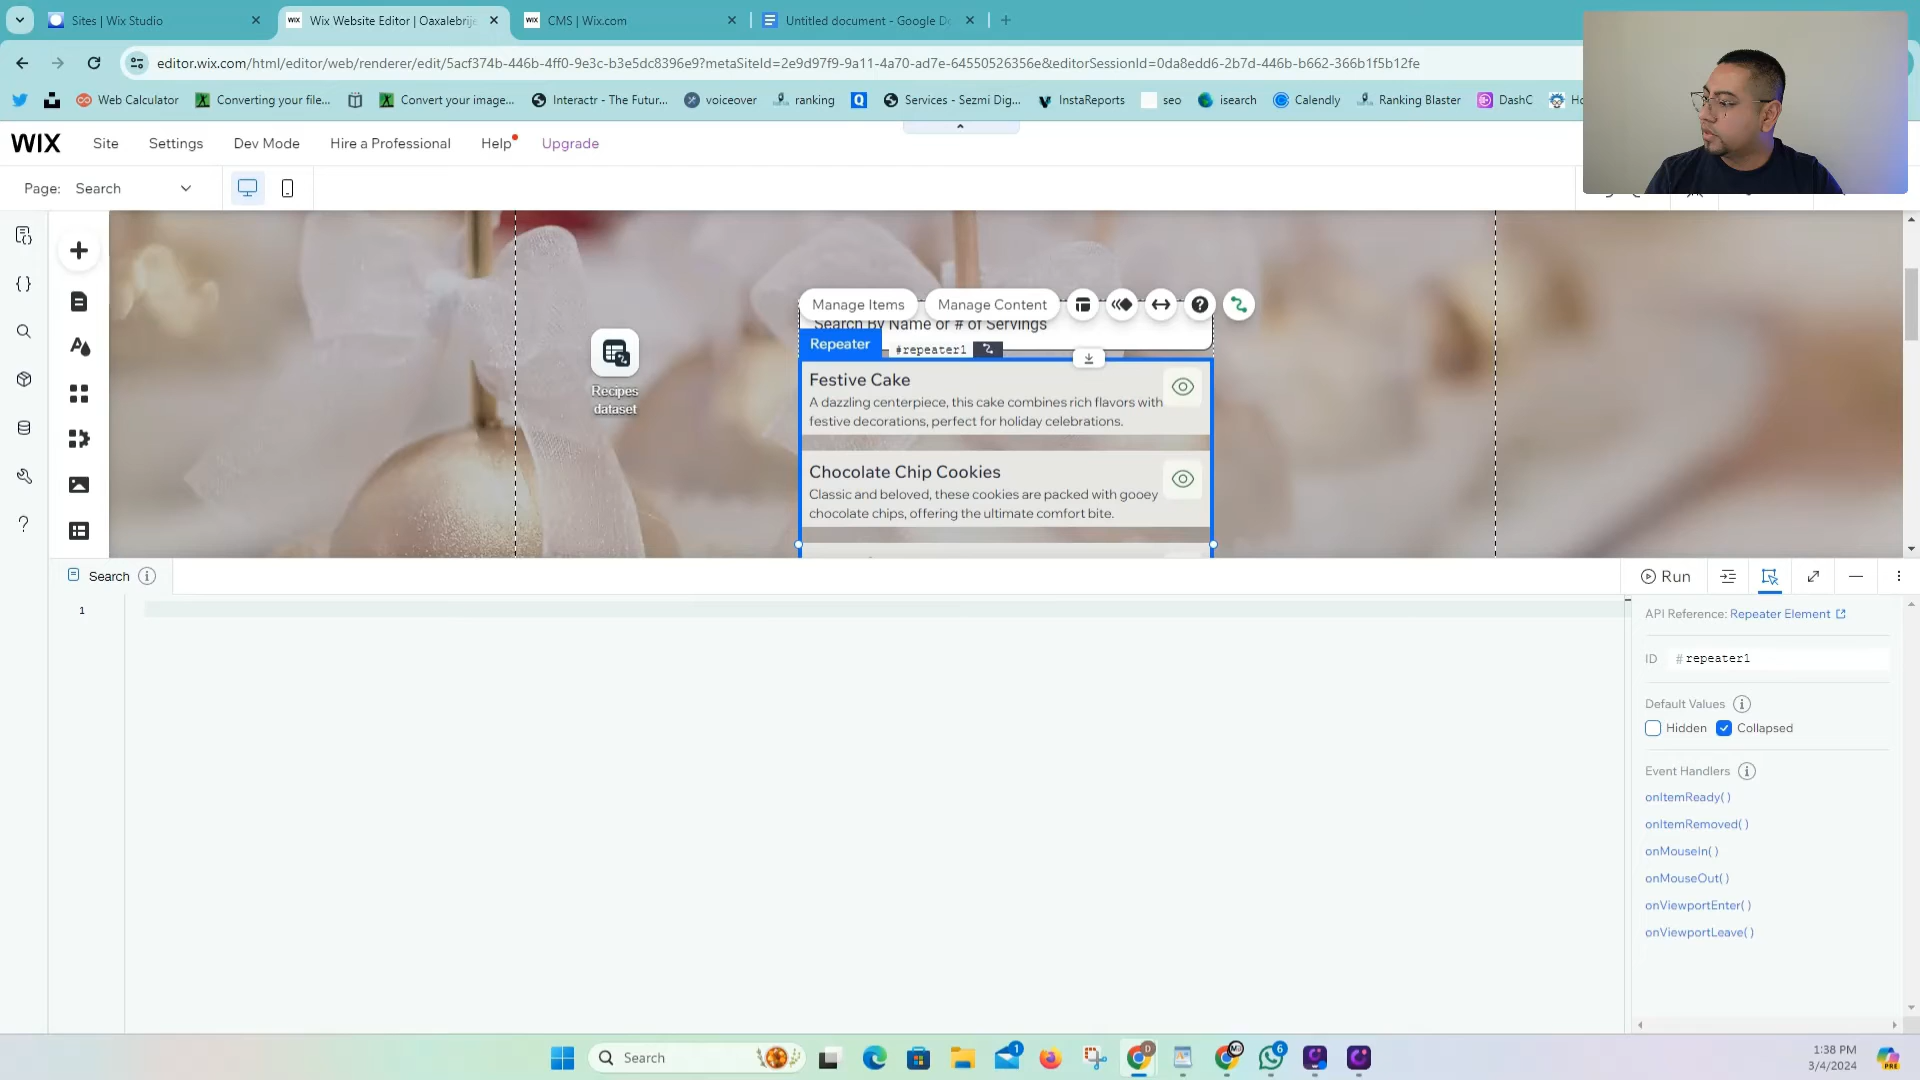 Sites | Wix Studio
Wix Website Editor | Oaxalebrije
CMS | Wix.com
Untitled document - Google Do
editor.wix.com/html/editor/web/renderer/edit/5acf374b-446b-4ff0-9e3c-b3e5dc8396e9?metaSiteId=2e9d97f9-9a11-4a70-ad7e-64550526356e&editorSessionId=0da8edd6-2b7d-446b-b662-366b1f5b12fe
Web Calculator
Converting your file...
Convert your image...
Interactr - The Futur...
voiceover
ranking
Services - Sezmi Dig...
InstaReports
seo
isearch
Calendly
Ranking Blaster
DashC
WIX
Site
Settings
Dev Mode
Hire a Professional
Help
Upgrade
Page: Search
Manage Items
Manage Content
Search By Name or # of Servings
Repeater
#repeater1
Recipes
dataset
Festive Cake
A dazzling centerpiece, this cake combines rich flavors with
festive decorations, perfect for holiday celebrations.
Chocolate Chip Cookies
Classic and beloved, these cookies are packed with gooey
chocolate chips, offering the ultimate comfort bite.
Search
Run
1
API Reference: Repeater Element
ID # repeater1
Default Values
Hidden Collapsed
Event Handlers
onItemReady( )
onItemRemoved( )
onMouseIn( )
onMouseOut( )
onViewportEnter( )
onViewportLeave( )
Search
1
6
1:38 PM
3/4/2024